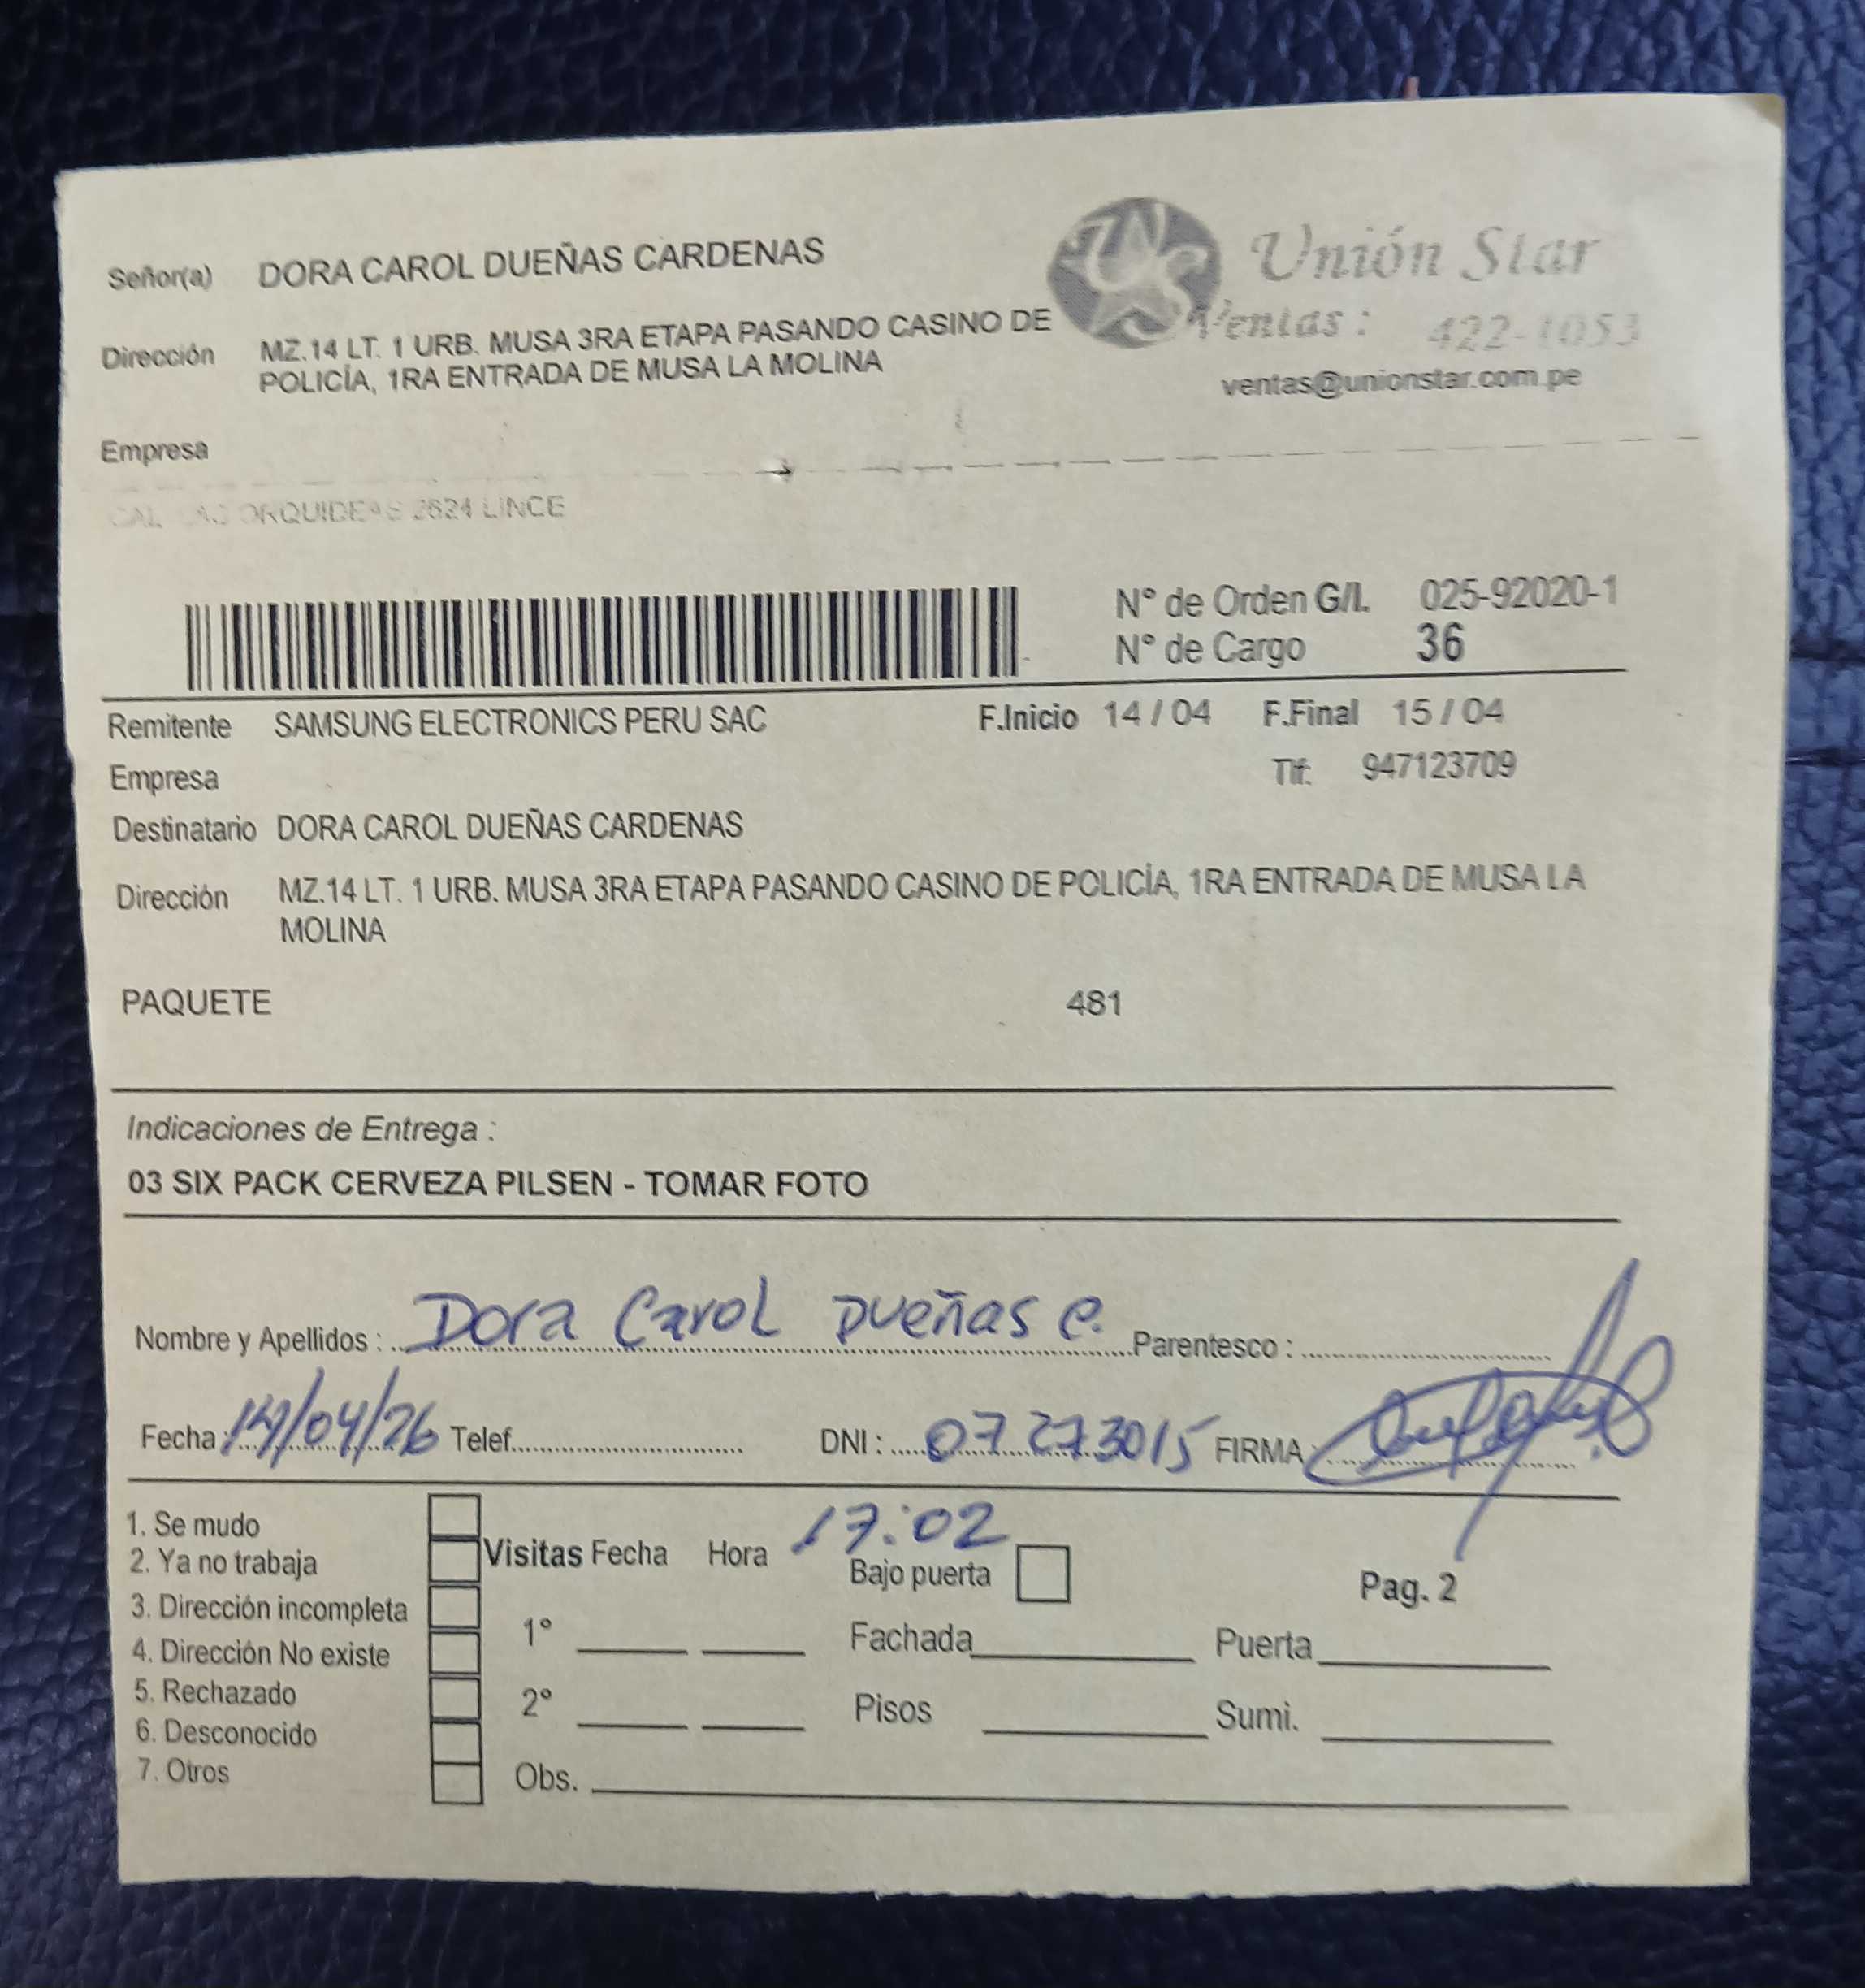 Señor(a) DORA CAROL DUEÑAS CARDENAS
Unión Star
Dirección MZ.14 LT. 1 URB. MUSA 3RA ETAPA PASANDO CASINO DE
POLICÍA, 1RA ENTRADA DE MUSA LA MOLINA
Ventas : 422-1053
ventas@unionstar.com.pe
Empresa
ORQUIDEAS 2624 LINCE
N° de Orden G/I. 025-92020-1
N° de Cargo 36
Remitente SAMSUNG ELECTRONICS PERU SAC F.Inicio 14 / 04 F.Final 15 / 04
Empresa Tlf: 947123709
Destinatario DORA CAROL DUEÑAS CARDENAS
Dirección MZ.14 LT. 1 URB. MUSA 3RA ETAPA PASANDO CASINO DE POLICÍA, 1RA ENTRADA DE MUSA LA
MOLINA
PAQUETE 481
Indicaciones de Entrega :
03 SIX PACK CERVEZA PILSEN - TOMAR FOTO
Nombre y Apellidos : Dora Carol Dueñas C. Parentesco :
Fecha : 14/04/26 Telef. DNI : 07273015 FIRMA
1. Se mudo
2. Ya no trabaja
3. Dirección incompleta
4. Dirección No existe
5. Rechazado
6. Desconocido
7. Otros
Visitas Fecha Hora 17:02
Bajo puerta
Pag. 2
1° Fachada Puerta
2° Pisos Sumi.
Obs.